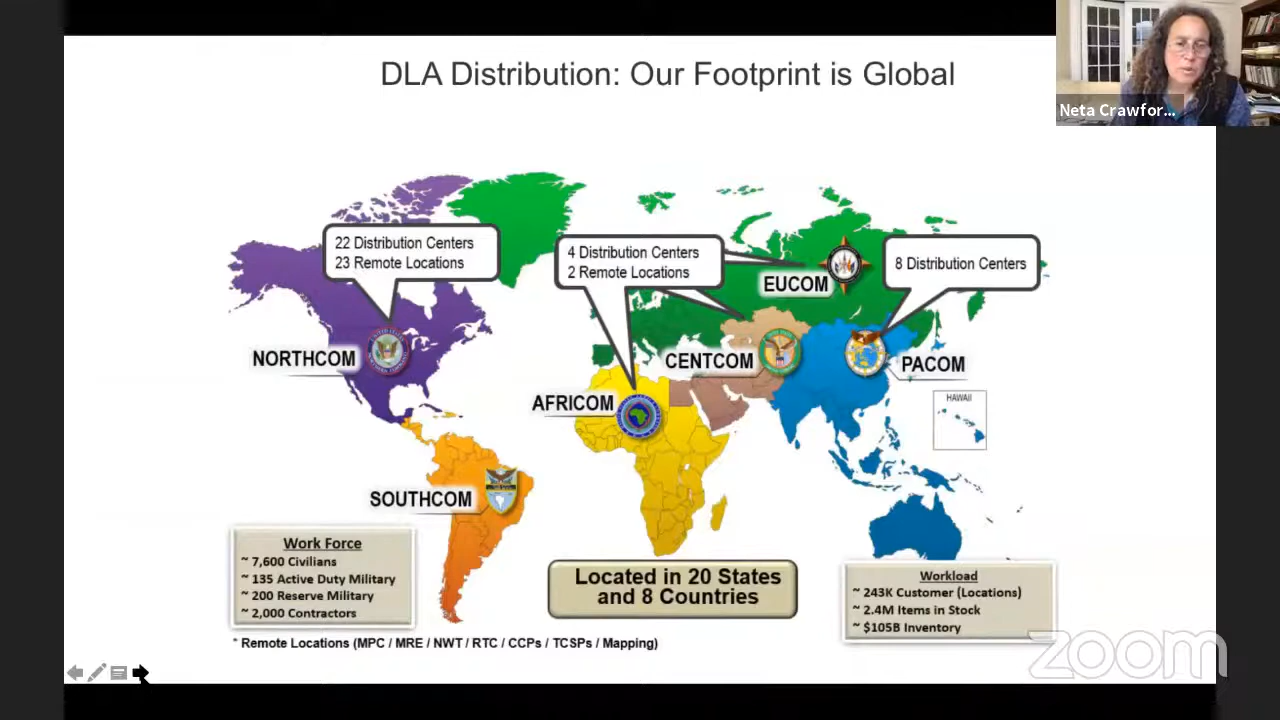 DLA Distribution: Our Footprint is Global
Neta Crawfor...
22 Distribution Centers
23 Remote Locations
4 Distribution Centers
2 Remote Locations
8 Distribution Centers
EUCOM
NORTHCOM
CENTCOM
PACOM
HAWAII
AFRICOM
SOUTHCOM
Work Force
~ 7,600 Civilians
~ 135 Active Duty Military
~ 200 Reserve Military
~ 2,000 Contractors
Located in 20 States
and 8 Countries
Workload
~ 243K Customer (Locations)
~ 2.4M Items in Stock
~ $105B Inventory
* Remote Locations (MPC / MRE / NWT / RTC / CCPs / TCSPs / Mapping)
zoom